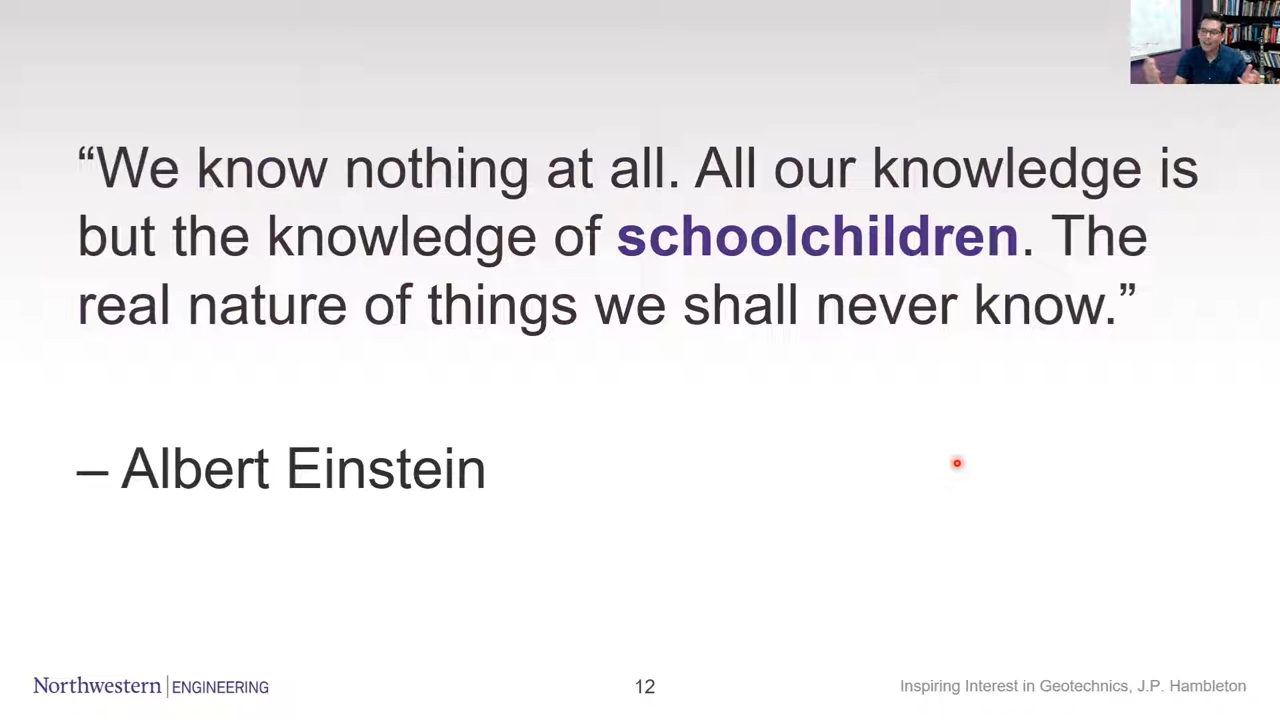 “We know nothing at all. All our knowledge is
but the knowledge of schoolchildren. The
real nature of things we shall never know.”
– Albert Einstein
Northwestern | ENGINEERING
12
Inspiring Interest in Geotechnics, J.P. Hambleton